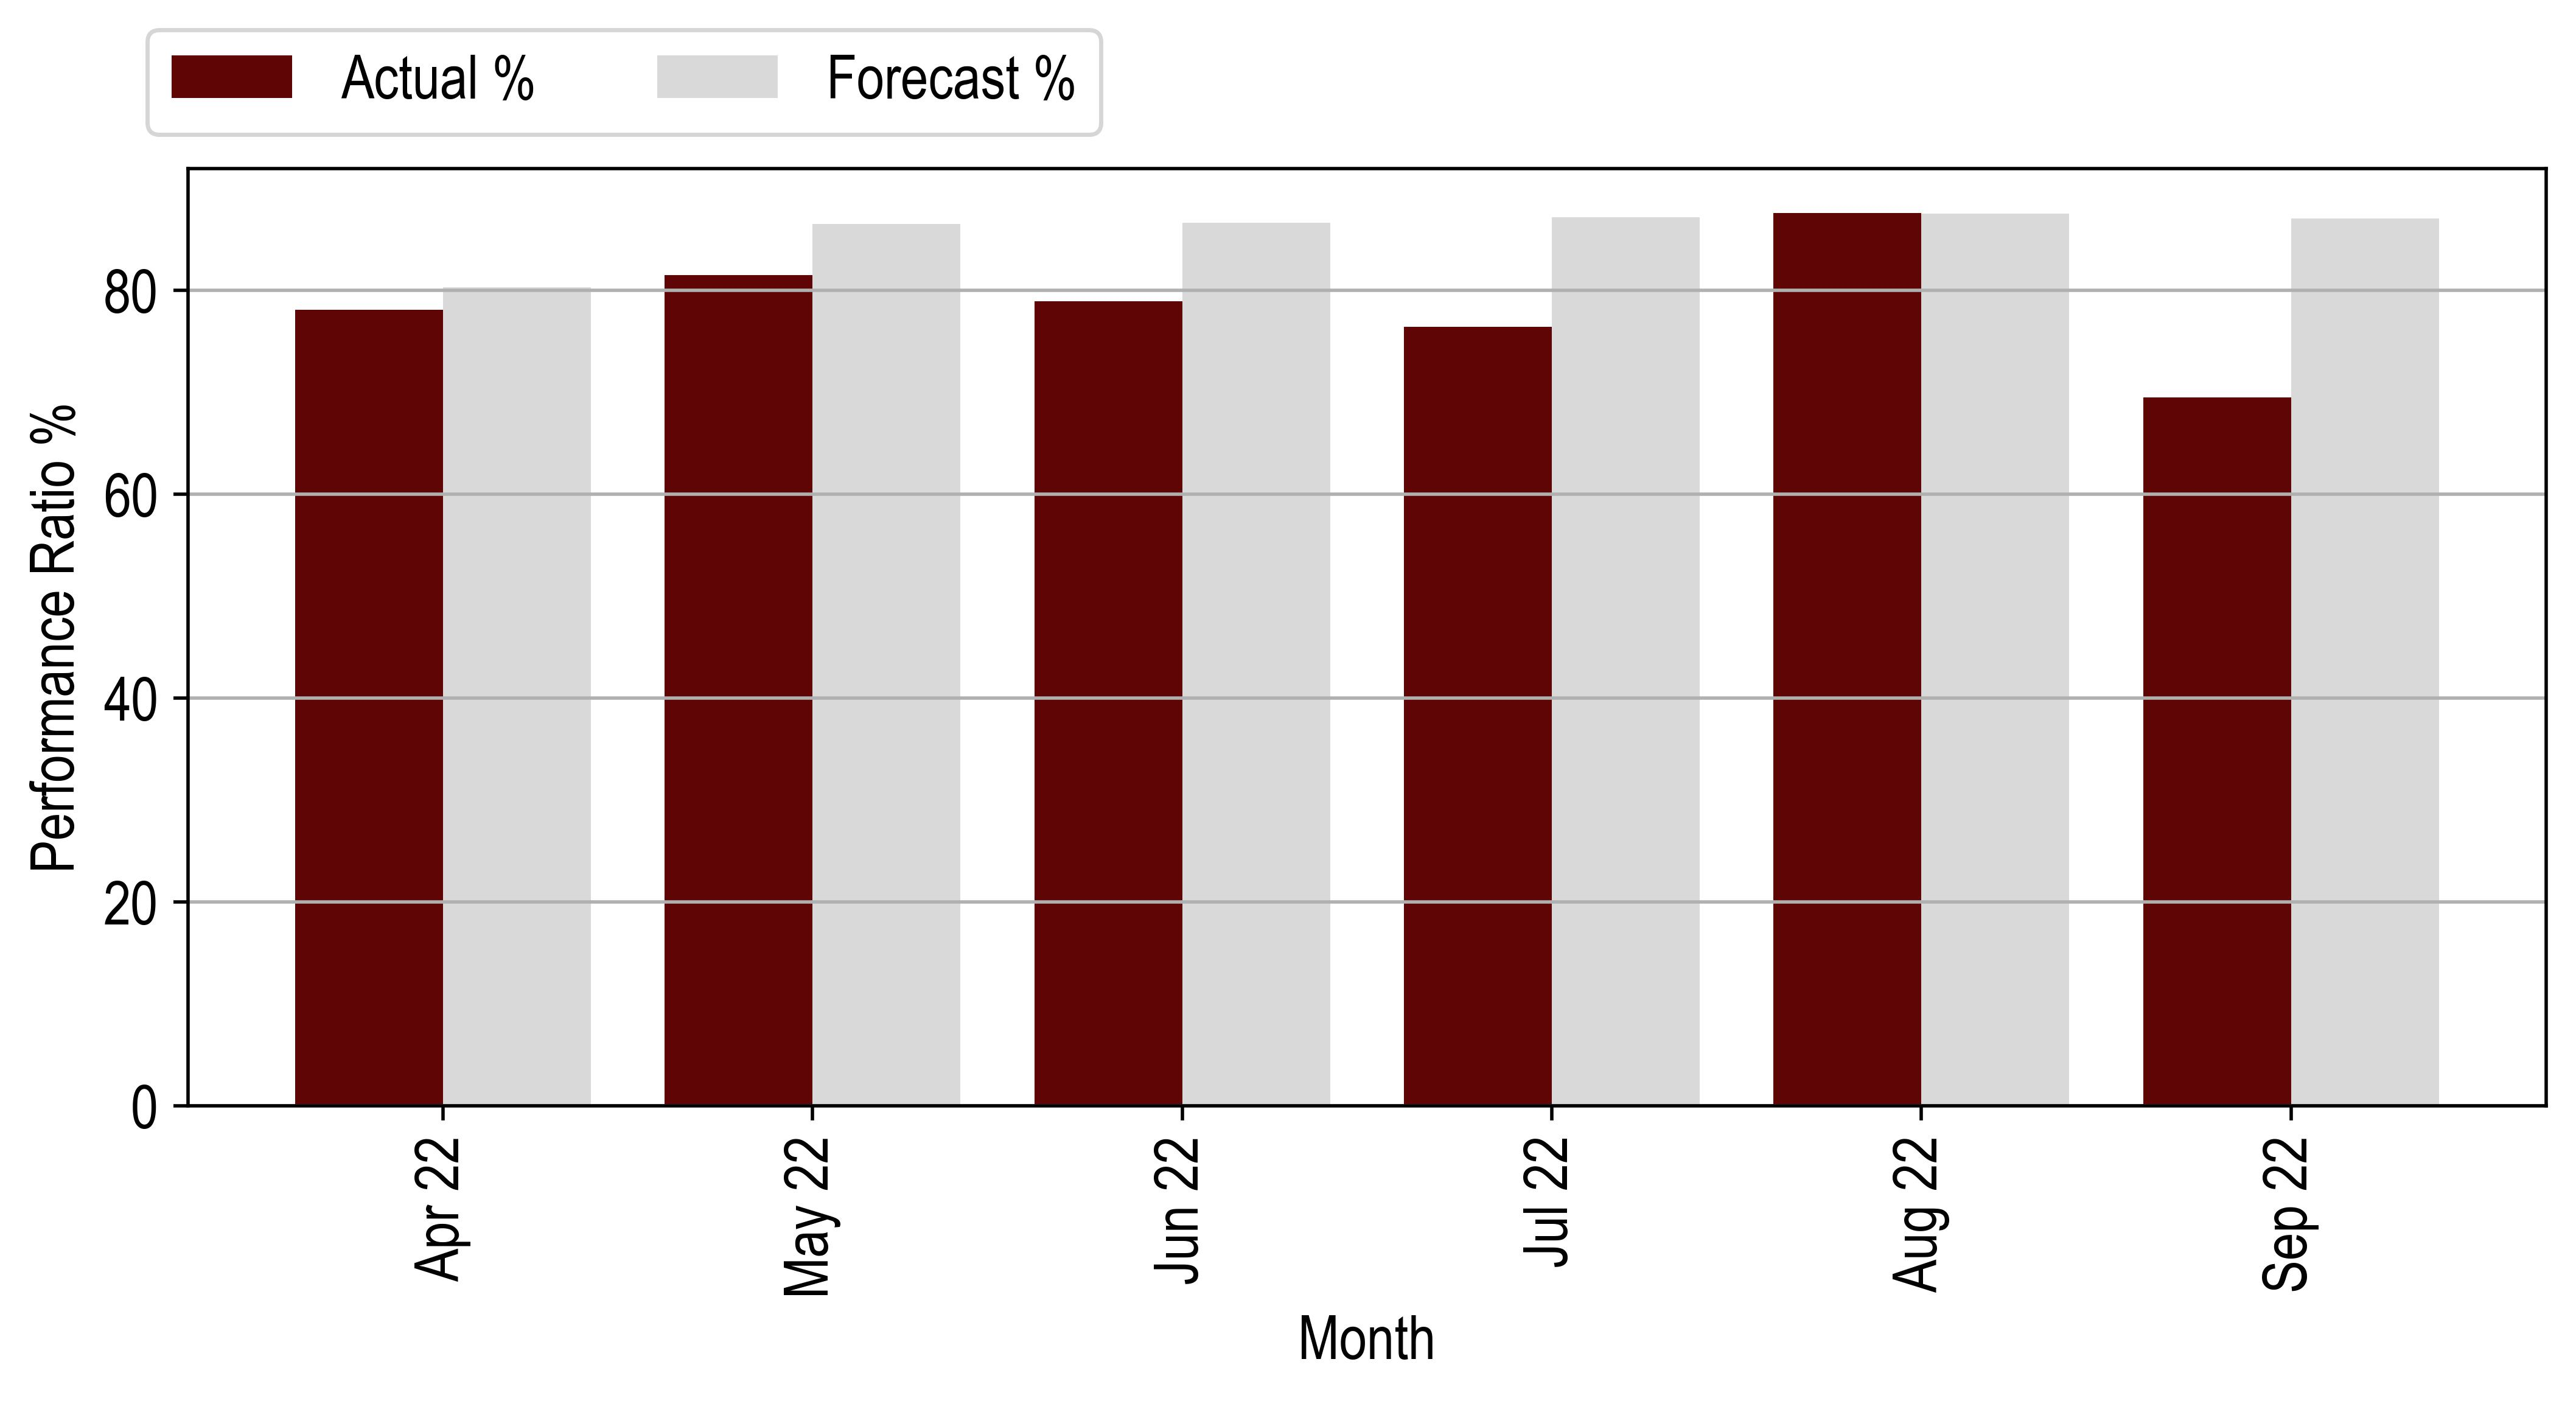 Actual %
Forecast %
Performance Ratio %
80
60
40
20
0
Apr 22
May 22
Jun 22
Jul 22
Aug 22
Sep 22
Month